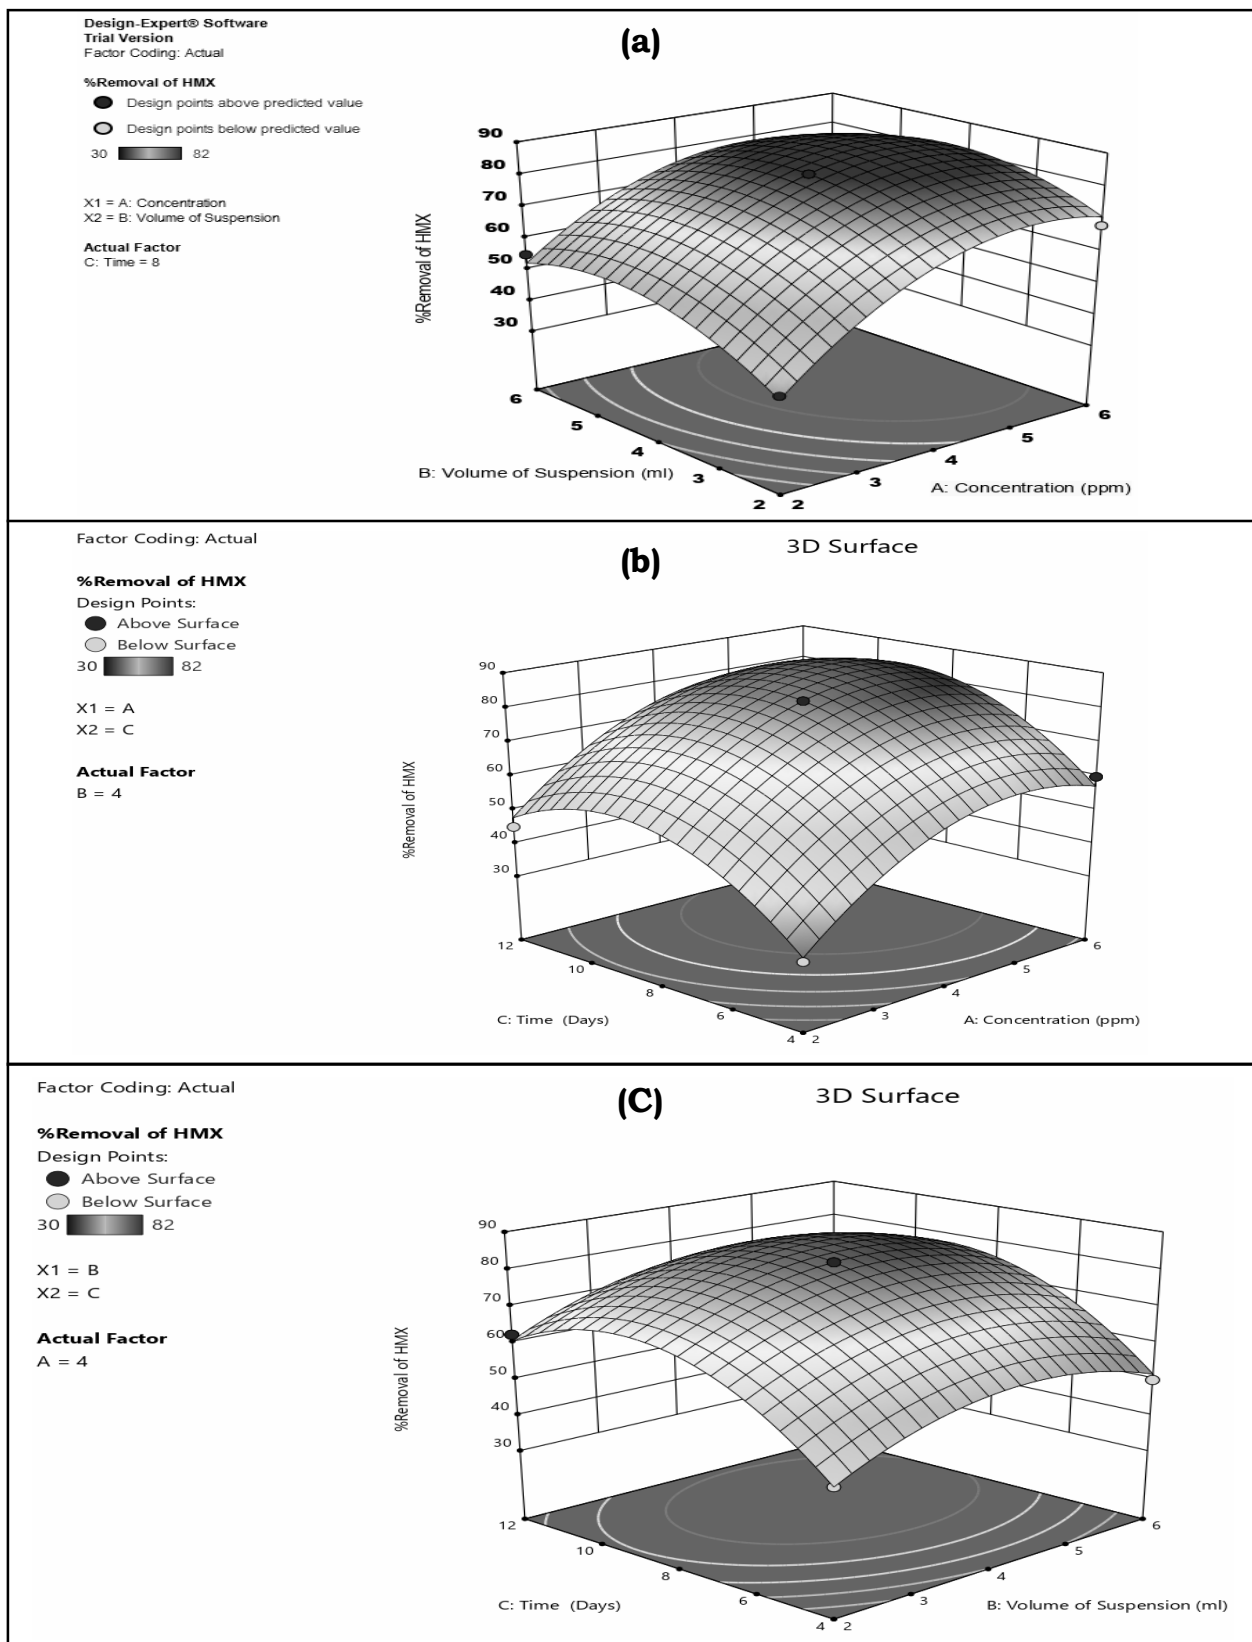 Design-Expert® Software
Trial Version
Factor Coding: Actual
(a)
%Removal of HMX
Design points above predicted value
Design points below predicted value
30 82
X1 = A: Concentration
X2 = B: Volume of Suspension
Actual Factor
C: Time = 8
%Removal of HMX
90
80
70
60
50
40
30
6
5
4
3
2
2
3
4
5
6
B: Volume of Suspension (ml)
A: Concentration (ppm)
Factor Coding: Actual
(b)
3D Surface
%Removal of HMX
Design Points:
Above Surface
Below Surface
30 82
X1 = A
X2 = C
Actual Factor
B = 4
%Removal of HMX
90
80
70
60
50
40
30
12
10
8
6
4
2
3
4
5
6
C: Time (Days)
A: Concentration (ppm)
Factor Coding: Actual
(C)
3D Surface
%Removal of HMX
Design Points:
Above Surface
Below Surface
30 82
X1 = B
X2 = C
Actual Factor
A = 4
%Removal of HMX
90
80
70
60
50
40
30
12
10
8
6
4
2
3
4
5
6
C: Time (Days)
B: Volume of Suspension (ml)